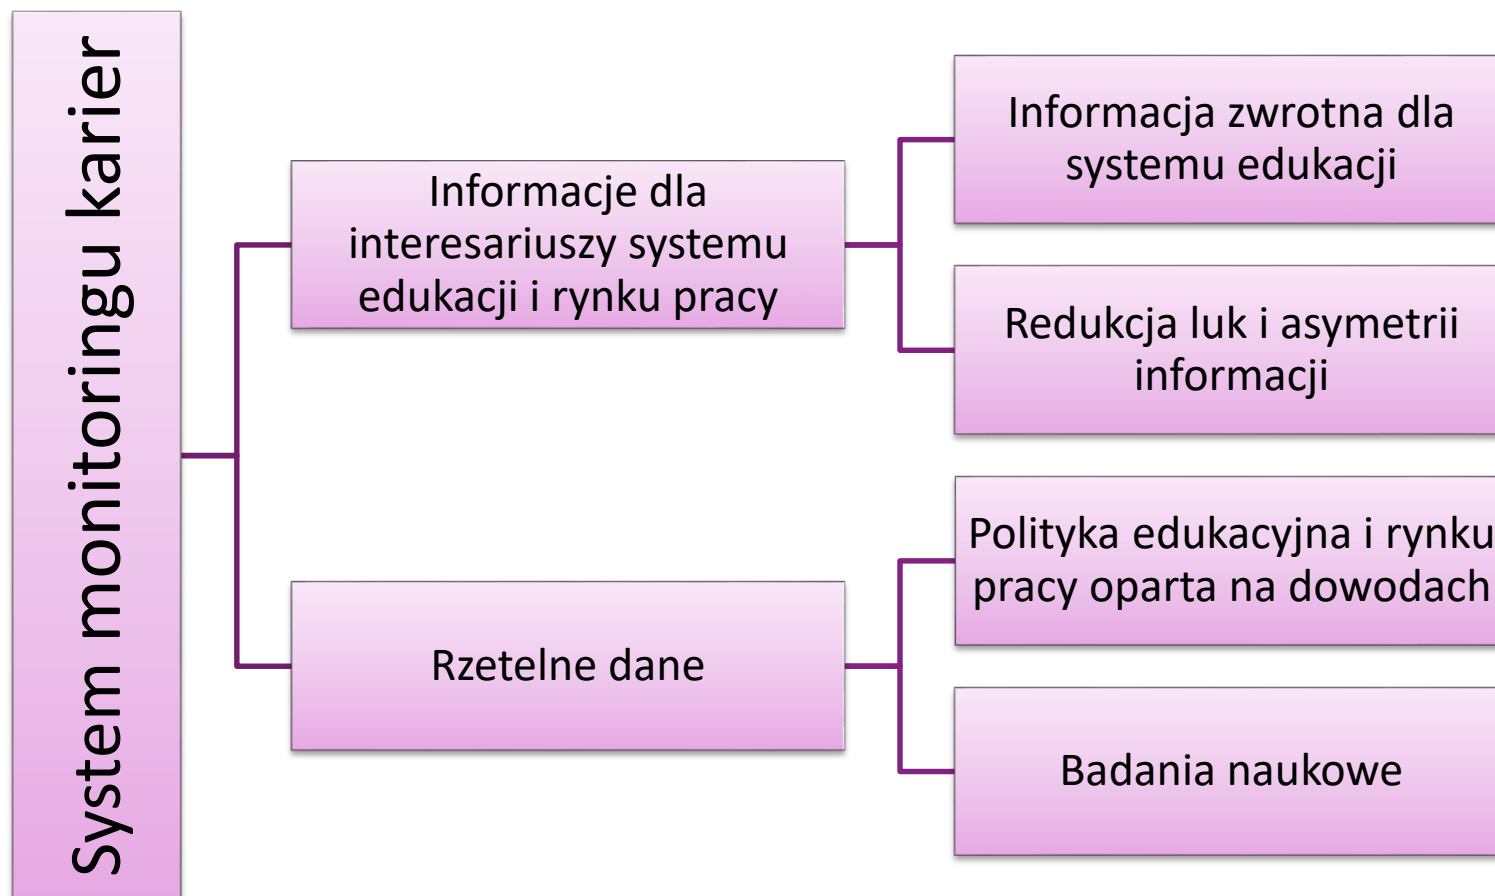 System monitoringu karier
Informacje dla
interesariuszy systemu
edukacji i rynku pracy
Informacja zwrotna dla
systemu edukacji
Redukcja luk i asymetrii
informacji
Rzetelne dane
Polityka edukacyjna i rynku
pracy oparta na dowodach
Badania naukowe